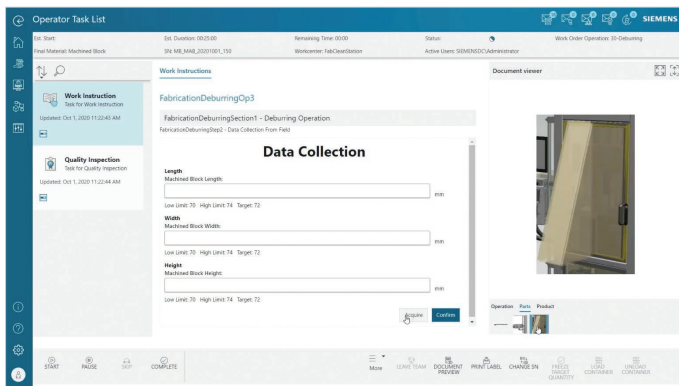 Operator Task List
SIEMENS
Est. Start:
Est. Duration: 00:25:00
Remaining Time: 00:00
Status:
Work Order Operation: 30-Deburring
Final Material: Machined Block
SN: MB_MAB_20201001_150
Workcenter: FabCleanStation
Active Users: SIEMENSDC\Administrator
Work Instruction
Task for Work Instruction
Updated: Oct 1, 2020 11:22:43 AM
Quality Inspection
Task for Quality Inspection
Updated: Oct 1, 2020 11:22:44 AM
Work Instructions
FabricationDeburringOp3
FabricationDeburringSection1 - Deburring Operation
FabricationDeburringStep2 - Data Collection From Field
Data Collection
Length
Machined Block Length:
mm
Low Limit: 70 High Limit: 74 Target: 72
Width
Machined Block Width:
mm
Low Limit: 70 High Limit: 74 Target: 72
Height
Machined Block Height:
mm
Low Limit: 70 High Limit: 74 Target: 72
Acquire
Confirm
Document viewer
Operation Parts Product
START
PAUSE
SKIP
COMPLETE
More
LEAVE TEAM
DOCUMENT PREVIEW
PRINT LABEL
CHANGE SN
FREEZE TARGET QUANTITY
LOAD CONTAINER
UNLOAD CONTAINER